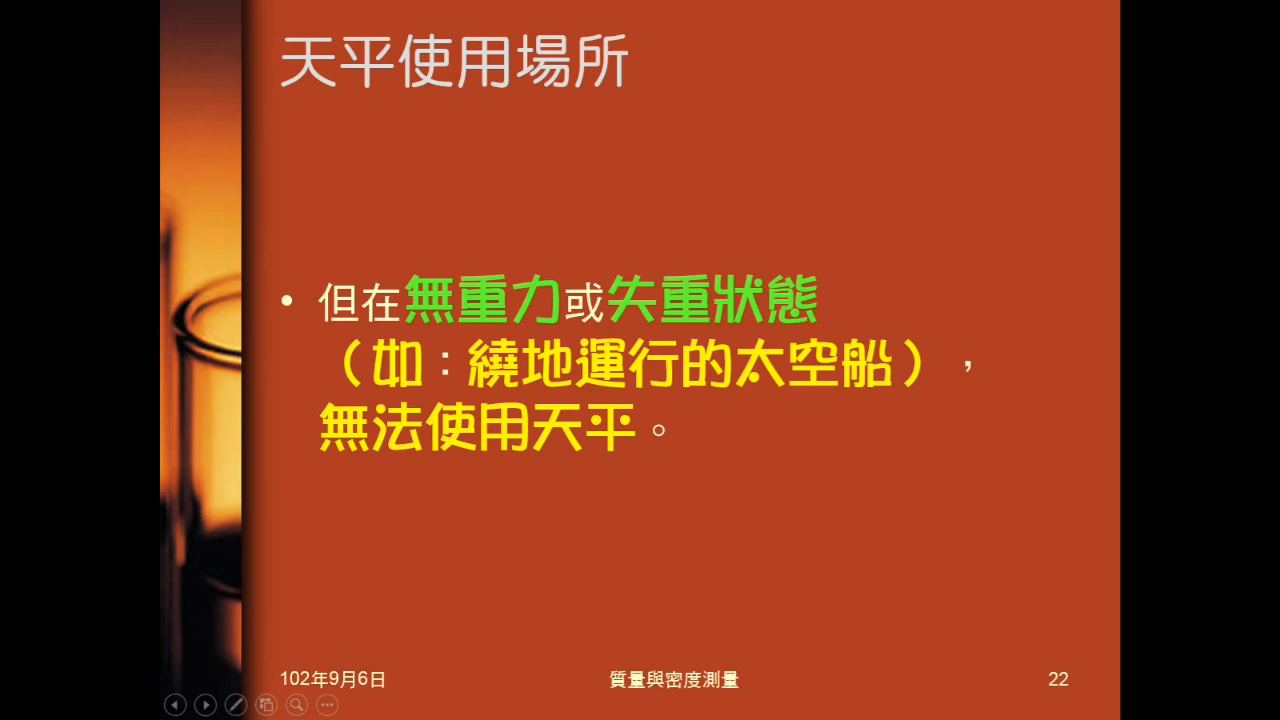 天平使用場所
• 但在無重力或失重狀態
（如：繞地運行的太空船），
無法使用天平。
102年9月6日
質量與密度測量
22